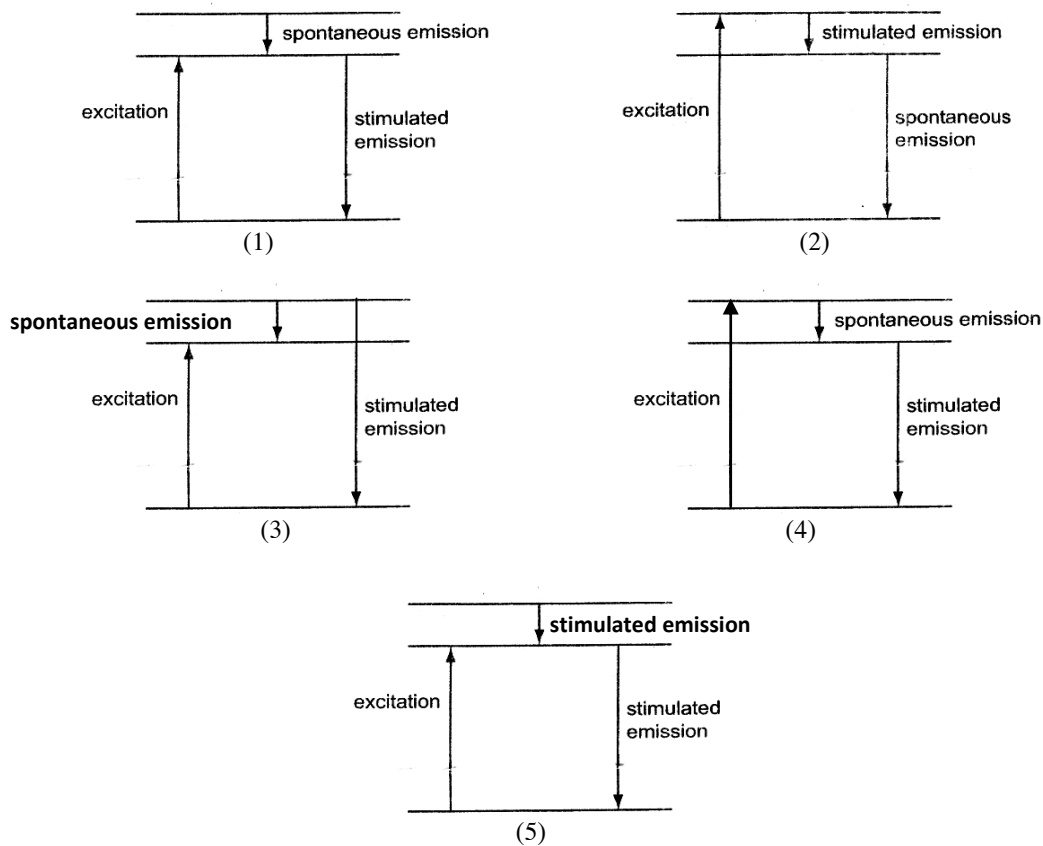 spontaneous emission
excitation
stimulated
emission
(1)
stimulated emission
excitation
spontaneous
emission
(2)
spontaneous emission
excitation
stimulated
emission
(3)
spontaneous emission
excitation
stimulated
emission
(4)
stimulated emission
excitation
stimulated
emission
(5)